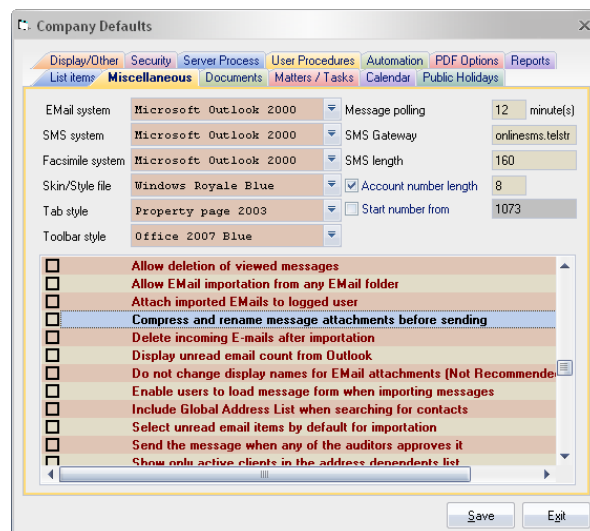 Company Defaults
Display/Other Security Server Process User Procedures Automation PDF Options Reports
List items Miscellaneous Documents Matters / Tasks Calendar Public Holidays
EMail system Microsoft Outlook 2000 Message polling 12 minute(s)
SMS system Microsoft Outlook 2000 SMS Gateway onlinesms.telstr
Facsimile system Microsoft Outlook 2000 SMS length 160
Skin/Style file Windows Royale Blue Account number length 8
Tab style Property page 2003 Start number from 1073
Toolbar style Office 2007 Blue
Allow deletion of viewed messages
Allow EMail importation from any EMail folder
Attach imported EMails to logged user
Compress and rename message attachments before sending
Delete incoming E-mails after importation
Display unread email count from Outlook
Do not change display names for EMail attachments (Not Recommende
Enable users to load message form when importing messages
Include Global Address List when searching for contacts
Select unread email items by default for importation
Send the message when any of the auditors approves it
Show only active clients in the address dependents list
Save Exit